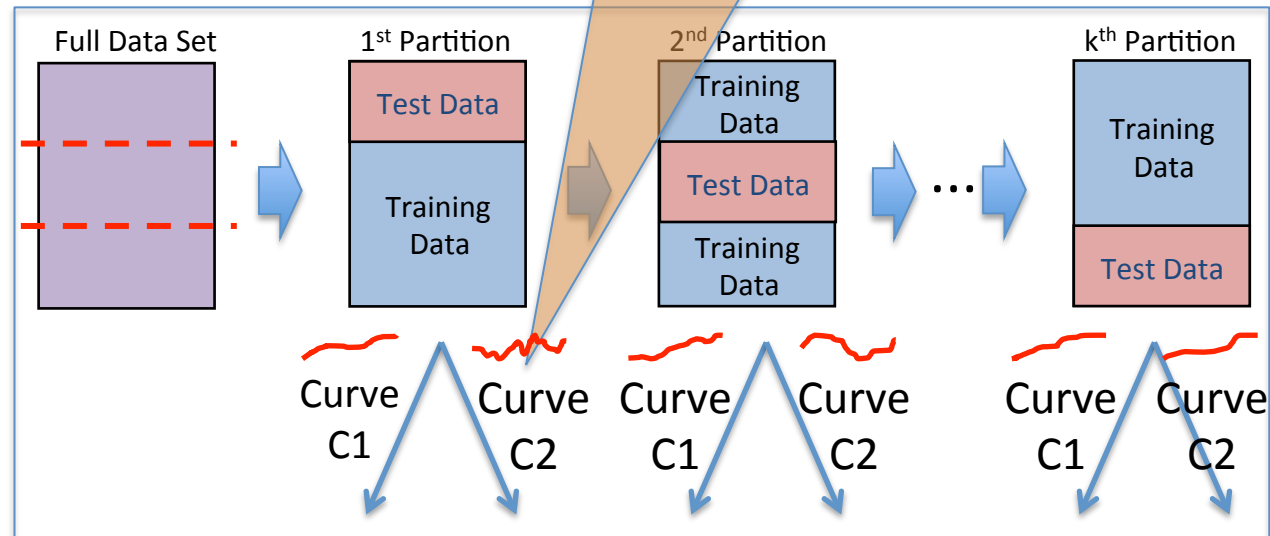 Full Data Set
1st Partition
2nd Partition
kth Partition
Test Data
Training
Data
Training
Data
Test Data
Training
Data
...
Training
Data
Test Data
Curve
C1
Curve
C2
Curve
C1
Curve
C2
Curve
C1
Curve
C2